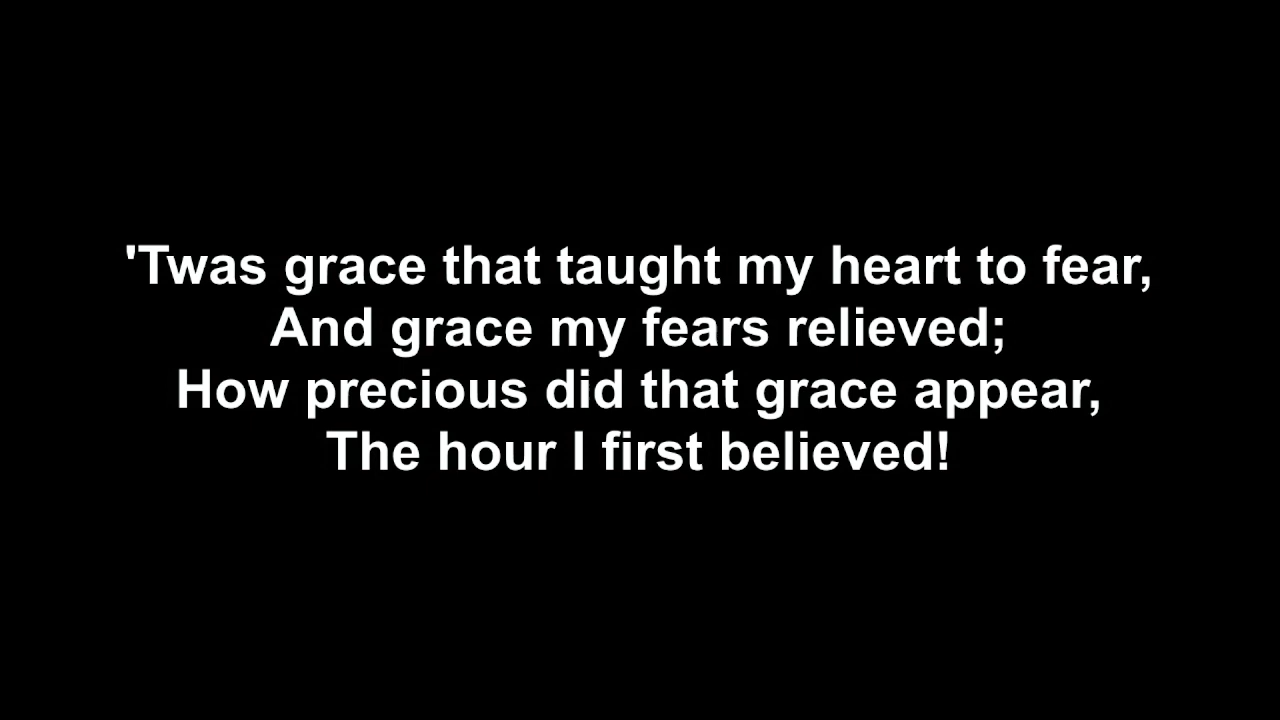 'Twas grace that taught my heart to fear,
And grace my fears relieved;
How precious did that grace appear,
The hour I first believed!